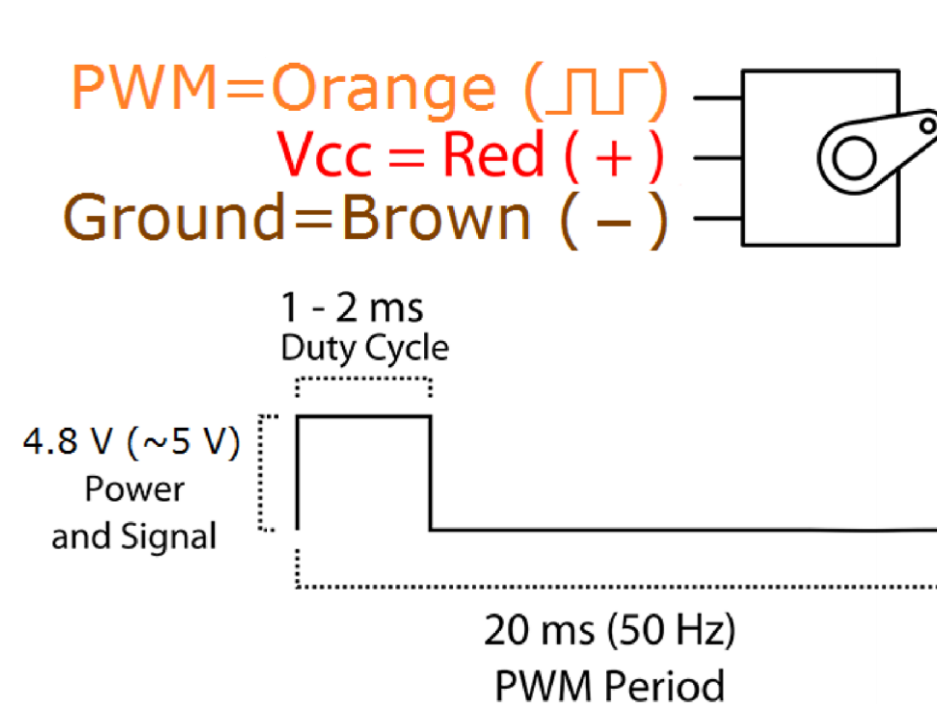 PWM=Orange (⎍⎍)
Vcc = Red ( + )
Ground=Brown ( − )
1 - 2 ms
Duty Cycle
4.8 V (~5 V)
Power
and Signal
20 ms (50 Hz)
PWM Period